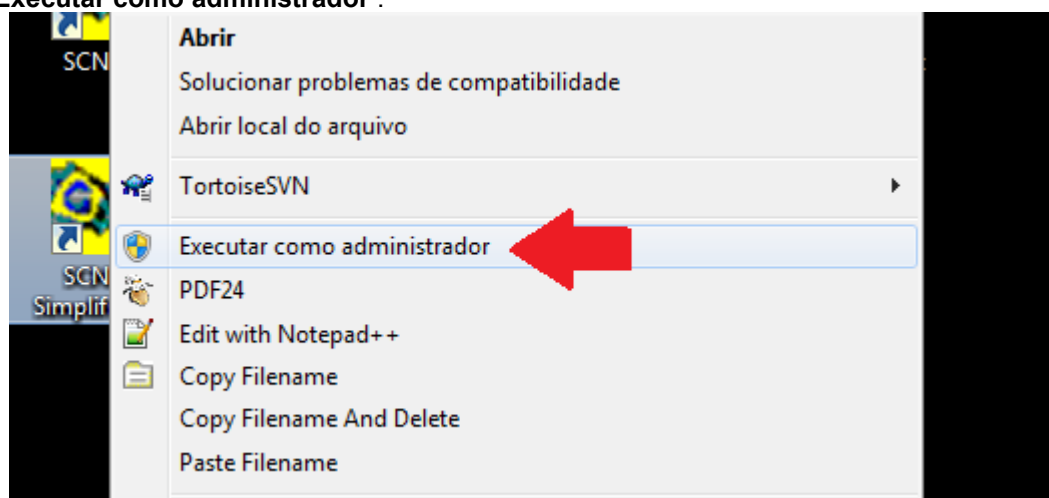 Executar como administrador .
SCN
Abrir
Solucionar problemas de compatibilidade
Abrir local do arquivo
TortoiseSVN
Executar como administrador
SCN
Simplif
PDF24
Edit with Notepad++
Copy Filename
Copy Filename And Delete
Paste Filename